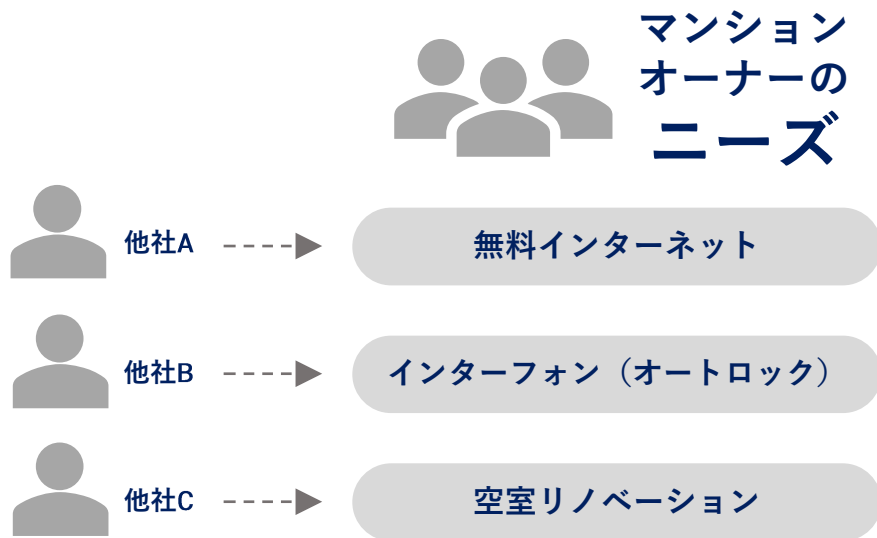 マンション
オーナーの
ニーズ
他社A
無料インターネット
他社B
インターフォン（オートロック）
他社C
空室リノベーション